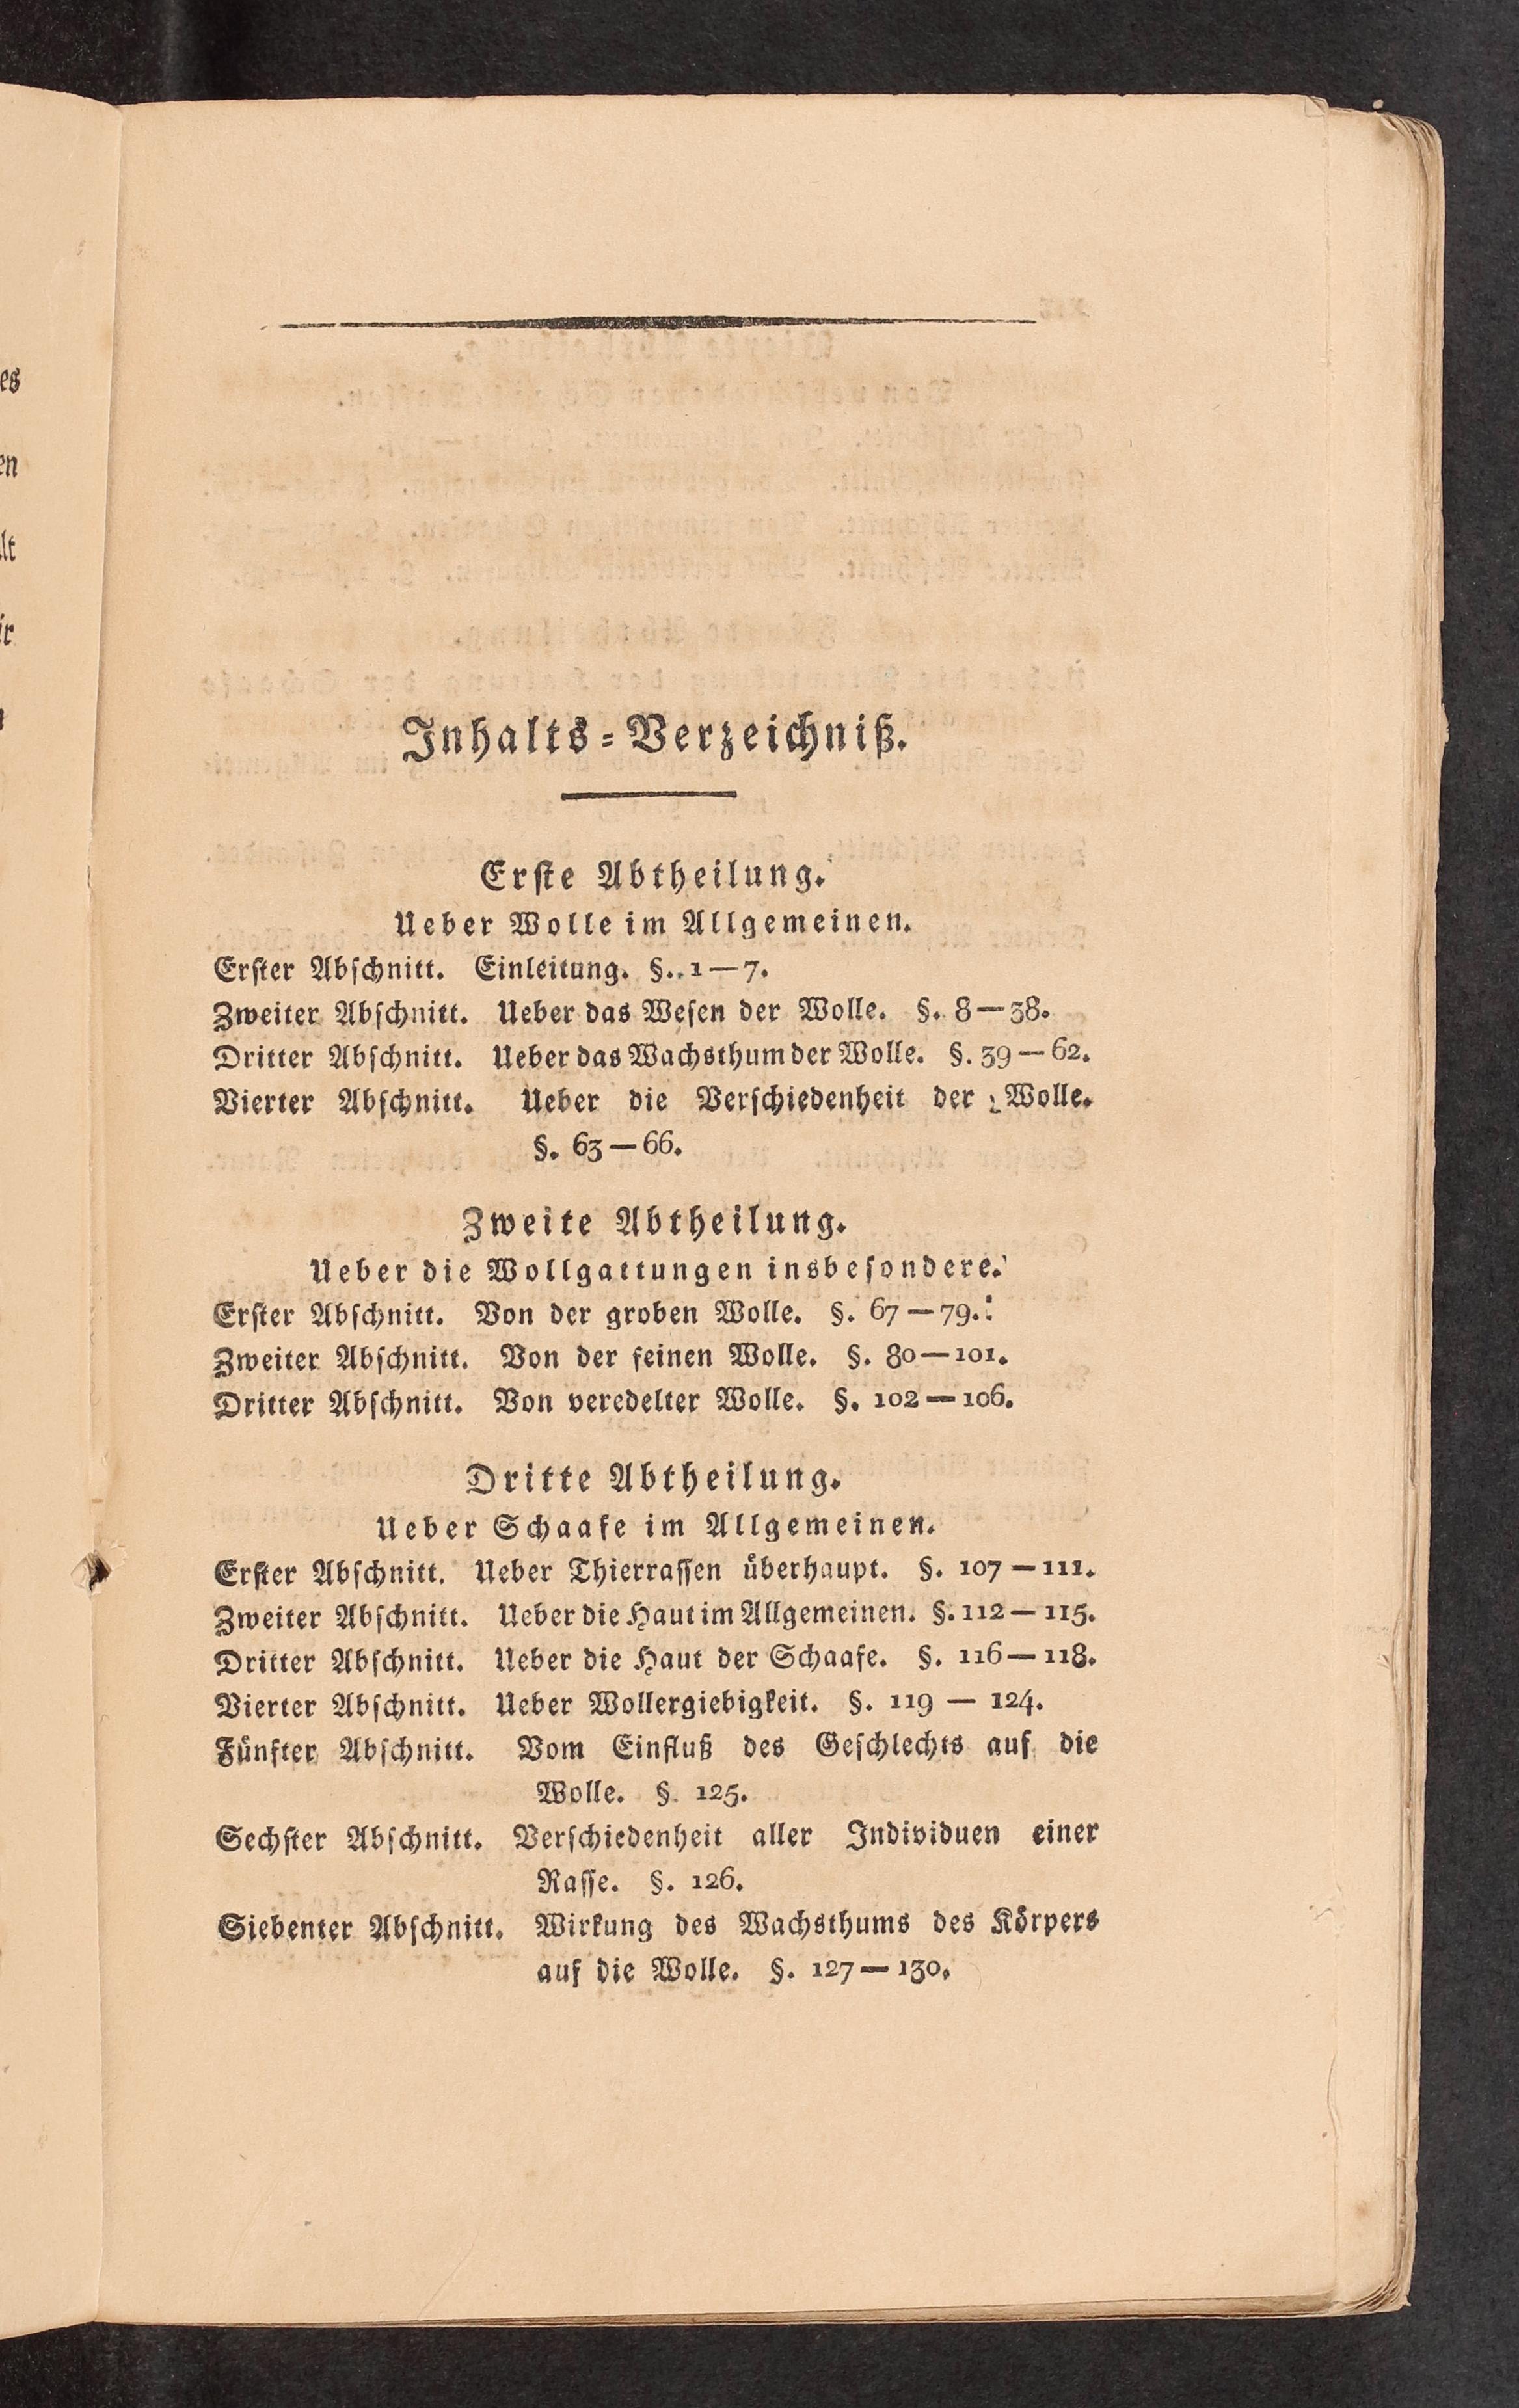 Inhalts-Verzeichniß.
Erste Abtheilung.
Ueber Wolle im Allgemeinen.
Erster Abschnitt. Einleitung. §. 1—7.
Zweiter Abschnitt. Ueber das Wesen der Wolle. §. 8—38.
Dritter Abschnitt. Ueber das Wachsthum der Wolle. §. 39—62.
Vierter Abschnitt. Ueber die Verschiedenheit der Wolle.
§. 63—66.
Zweite Abtheilung.
Ueber die Wollgattungen insbesondere.
Erster Abschnitt. Von der groben Wolle. §. 67—79.
Zweiter Abschnitt. Von der feinen Wolle. §. 80—101.
Dritter Abschnitt. Von veredelter Wolle. §. 102—106.
Dritte Abtheilung.
Ueber Schaafe im Allgemeinen.
Erster Abschnitt. Ueber Thierrassen überhaupt. §. 107—111.
Zweiter Abschnitt. Ueber die Haut im Allgemeinen. §. 112—115.
Dritter Abschnitt. Ueber die Haut der Schaafe. §. 116—118.
Vierter Abschnitt. Ueber Wollergiebigkeit. §. 119 — 124.
Fünfter Abschnitt. Vom Einfluß des Geschlechts auf die
Wolle. §. 125.
Sechster Abschnitt. Verschiedenheit aller Individuen einer
Rasse. §. 126.
Siebenter Abschnitt. Wirkung des Wachsthums des Körpers
auf die Wolle. §. 127—130.